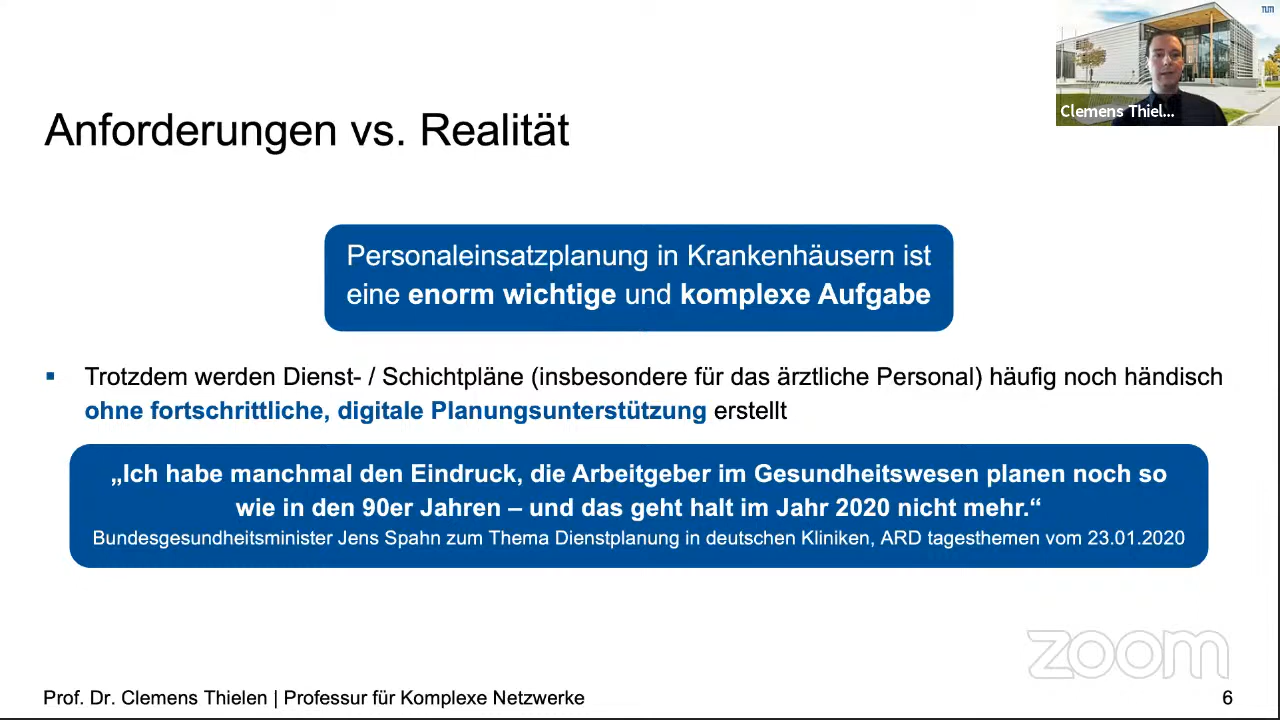 TUM
Clemens Thiel...
Anforderungen vs. Realität
Personaleinsatzplanung in Krankenhäusern ist
eine enorm wichtige und komplexe Aufgabe
▪ Trotzdem werden Dienst- / Schichtpläne (insbesondere für das ärztliche Personal) häufig noch händisch
ohne fortschrittliche, digitale Planungsunterstützung erstellt
„Ich habe manchmal den Eindruck, die Arbeitgeber im Gesundheitswesen planen noch so
wie in den 90er Jahren – und das geht halt im Jahr 2020 nicht mehr.“
Bundesgesundheitsminister Jens Spahn zum Thema Dienstplanung in deutschen Kliniken, ARD tagesthemen vom 23.01.2020
zoom
Prof. Dr. Clemens Thielen | Professur für Komplexe Netzwerke
6